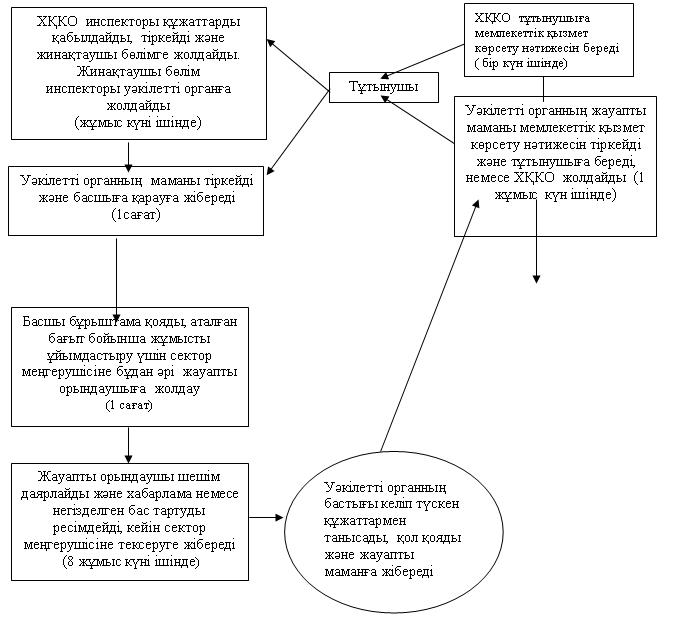 ХҚКО инспекторы құжаттарды
қабылдайды, тіркейді және
жинақтаушы бөлімге жолдайды.
Жинақтаушы бөлім
инспекторы уәкілетті органға
жолдайды
(жұмыс күні ішінде)
ХҚКО тұтынушыға
мемлекеттік қызмет
көрсету нәтижесін береді
( бір күн ішінде)
Тұтынушы
Уәкілетті органның жауапты
маманы мемлекеттік қызмет
көрсету нәтижесін тіркейді
және тұтынушыға береді,
немесе ХҚКО жолдайды (1
жұмыс күн ішінде)
Уәкілетті органның маманы тіркейді
және басшыға қарауға жібереді
(1сағат)
Басшы бұрыштама қояды, аталған
бағыт бойынша жұмысты
ұйымдастыру үшін сектор
меңгерушісіне бұдан әрі жауапты
орындаушыға жолдау
(1 сағат)
Жауапты орындаушы шешім
даярлайды және хабарлама немесе
негізделген бас тартуды
ресімдейді, кейін сектор
меңгерушісіне тексеруге жібереді
(8 жұмыс күні ішінде)
Уәкілетті органның
бастығы келіп түскен
құжаттармен
танысады, қол қояды
және жауапты
маманға жібереді